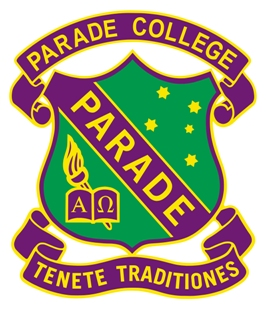 PARADE COLLEGE
PARADE
Α Ω
TENETE TRADITIONES